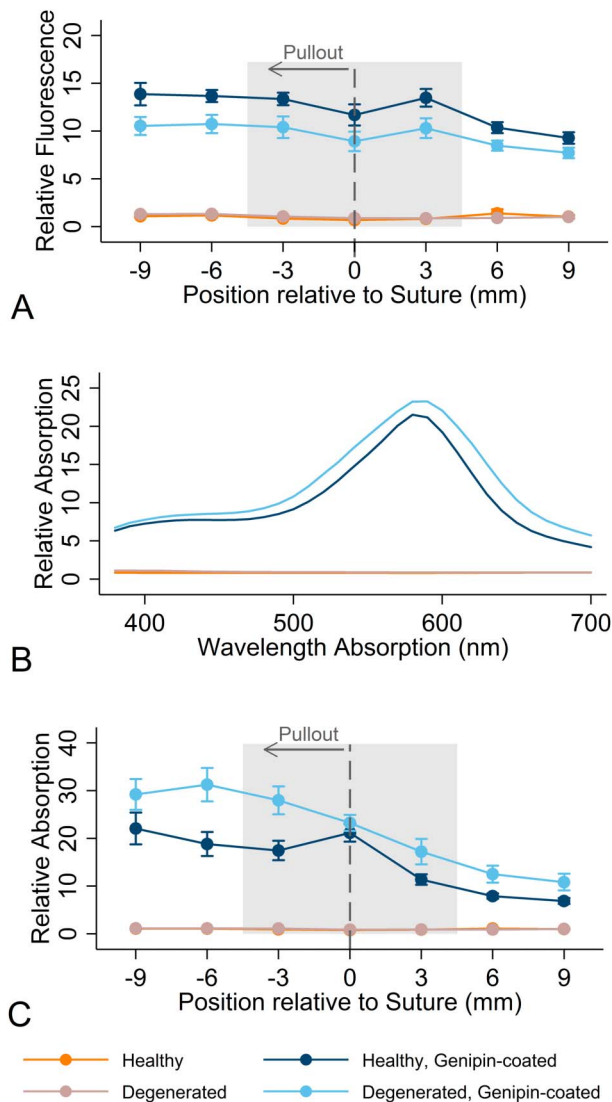 Relative Fluorescence
20
15
10
5
0
Pullout
-9 -6 -3 0 3 6 9
Position relative to Suture (mm)
A
Relative Absorption
25
20
15
10
5
0
400 500 600 700
Wavelength Absorption (nm)
B
Relative Absorption
40
30
20
10
0
Pullout
-9 -6 -3 0 3 6 9
Position relative to Suture (mm)
C
Healthy Healthy, Genipin-coated
Degenerated Degenerated, Genipin-coated